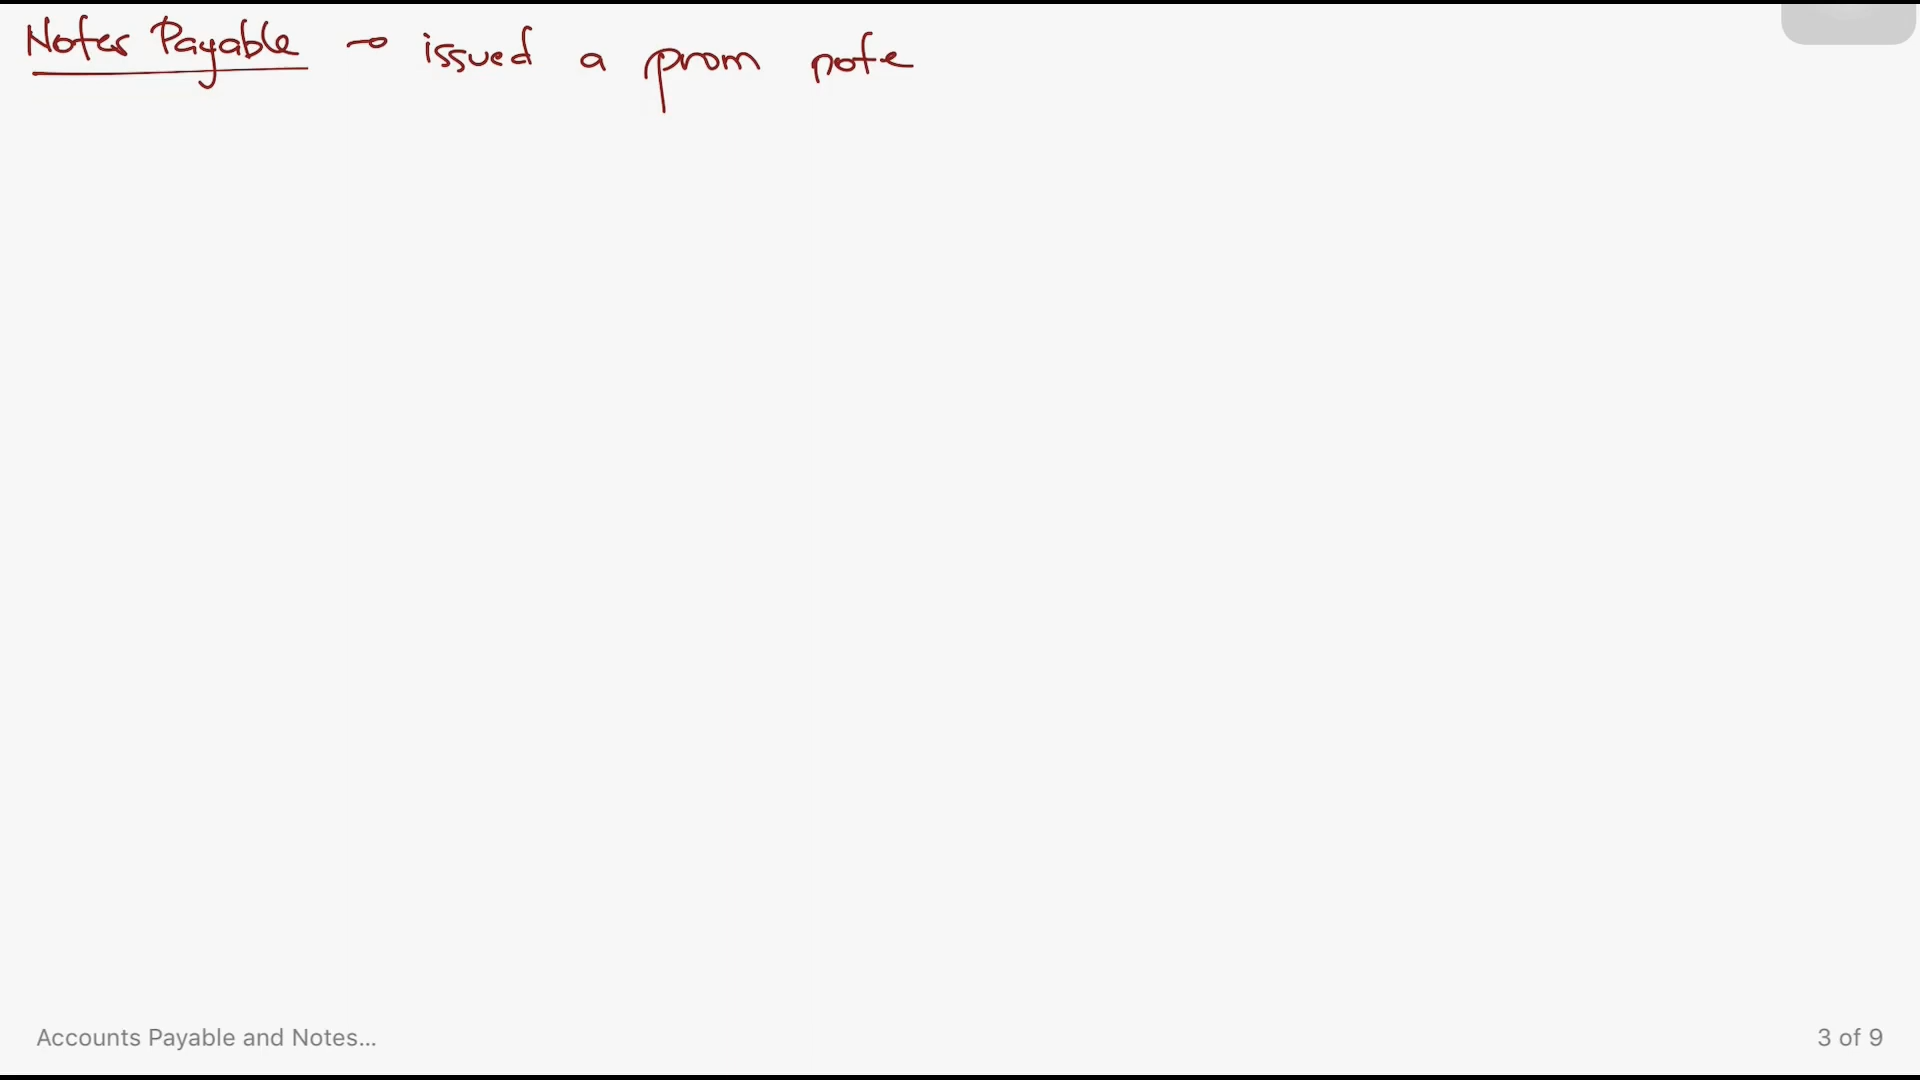 Notes Payable → issued a prom note
Accounts Payable and Notes...
3 of 9